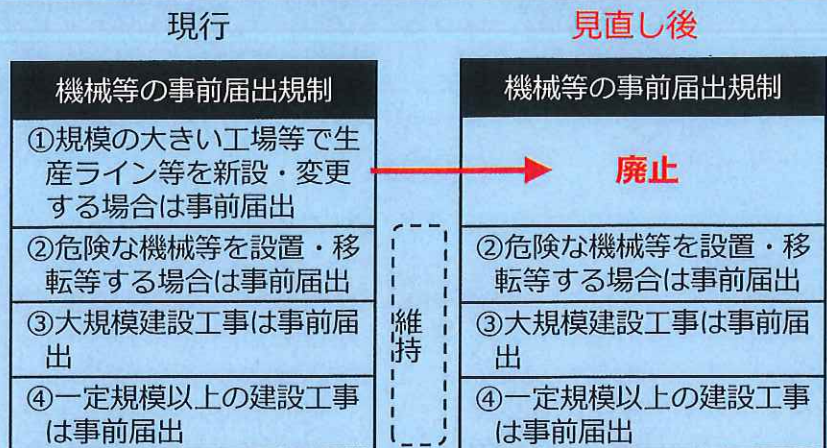 現行
機械等の事前届出規制
①規模の大きい工場等で生
産ライン等を新設・変更
する場合は事前届出
②危険な機械等を設置・移
転等する場合は事前届出
③大規模建設工事は事前届
出
④一定規模以上の建設工事
は事前届出
維持
見直し後
機械等の事前届出規制
廃止
②危険な機械等を設置・移
転等する場合は事前届出
③大規模建設工事は事前届
出
④一定規模以上の建設工事
は事前届出